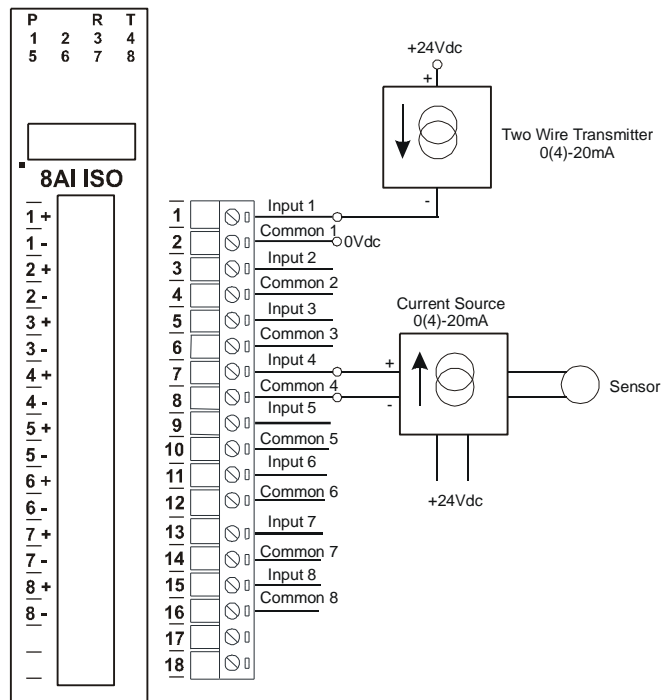 P R T
1 2 3 4
5 6 7 8
8AI ISO
1 +
1 -
2 +
2 -
3 +
3 -
4 +
4 -
5 +
5 -
6 +
6 -
7 +
7 -
8 +
8 -
1
2
3
4
5
6
7
8
9
10
11
12
13
14
15
16
17
18
Input 1
Common 1
0Vdc
Input 2
Common 2
Input 3
Common 3
Input 4
Common 4
Input 5
Common 5
Input 6
Common 6
Input 7
Common 7
Input 8
Common 8
+24Vdc
+
-
Two Wire Transmitter
0(4)-20mA
Current Source
0(4)-20mA
+
-
Sensor
+24Vdc